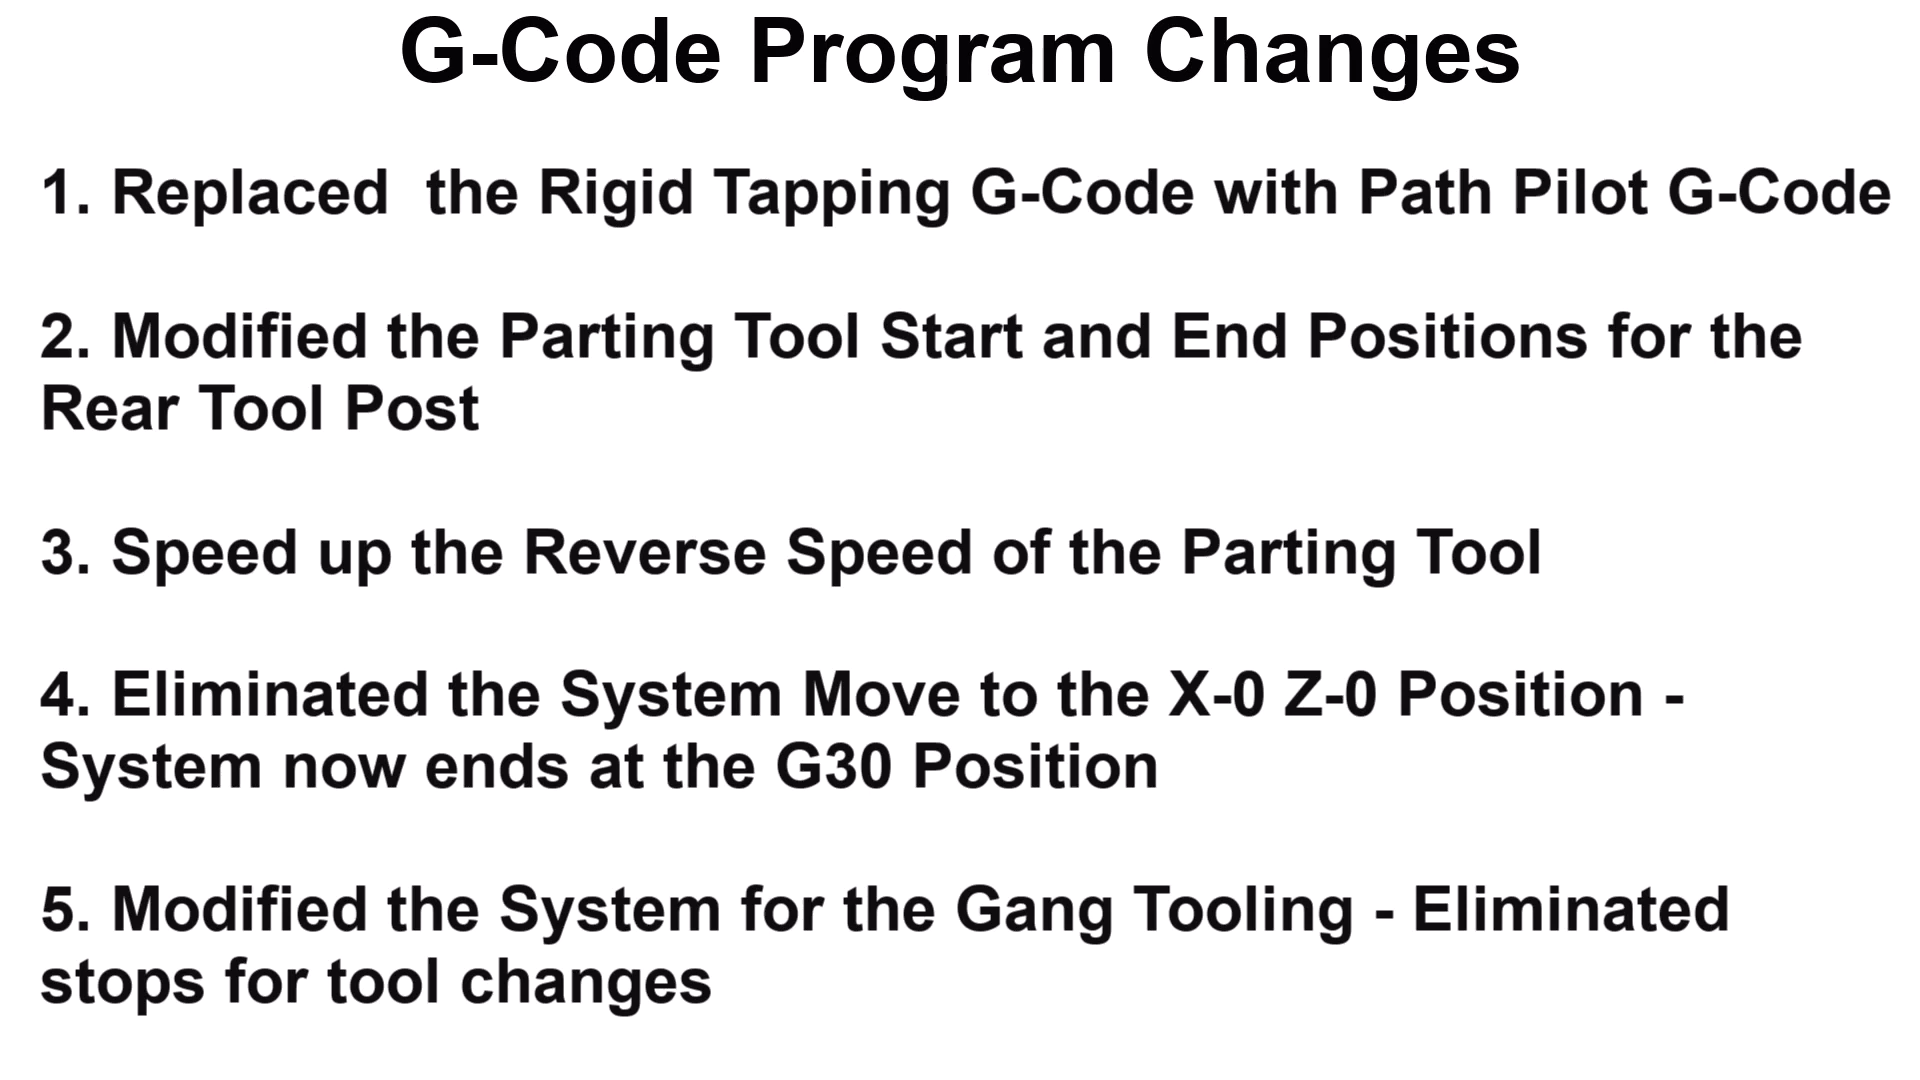 G-Code Program Changes
1. Replaced  the Rigid Tapping G-Code with Path Pilot G-Code
2. Modified the Parting Tool Start and End Positions for the
Rear Tool Post
3. Speed up the Reverse Speed of the Parting Tool
4. Eliminated the System Move to the X-0 Z-0 Position -
System now ends at the G30 Position
5. Modified the System for the Gang Tooling - Eliminated
stops for tool changes